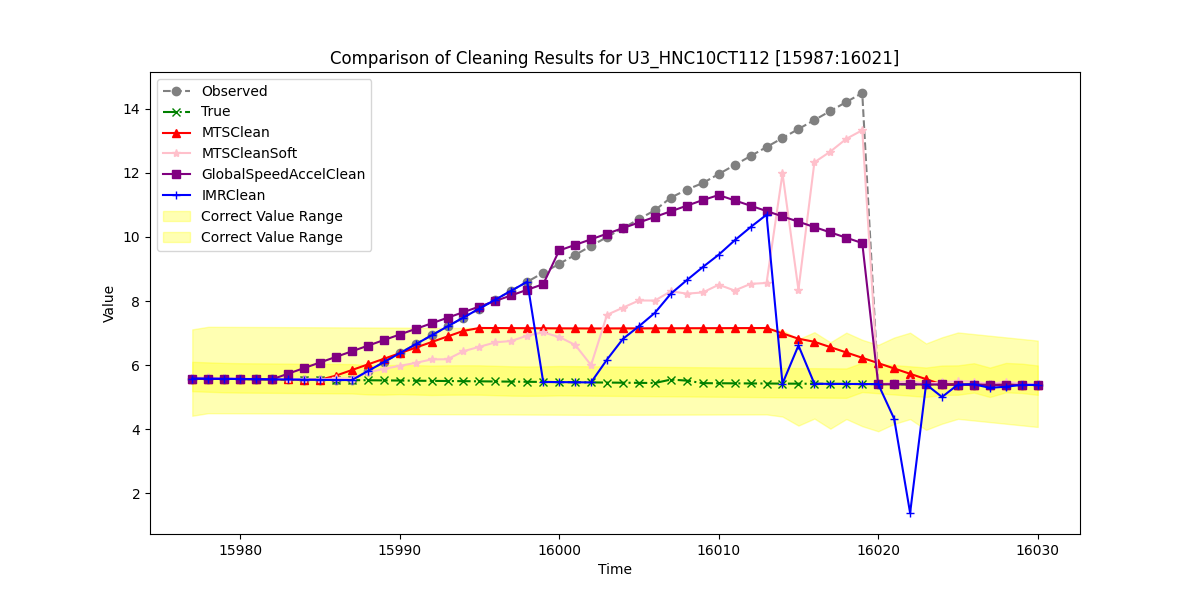 Comparison of Cleaning Results for U3_HNC10CT112 [15987:16021]
Observed
True
MTSClean
MTSCleanSoft
GlobalSpeedAccelClean
IMRClean
Correct Value Range
Correct Value Range
Value
14
12
10
8
6
4
2
15980 15990 16000 16010 16020 16030
Time